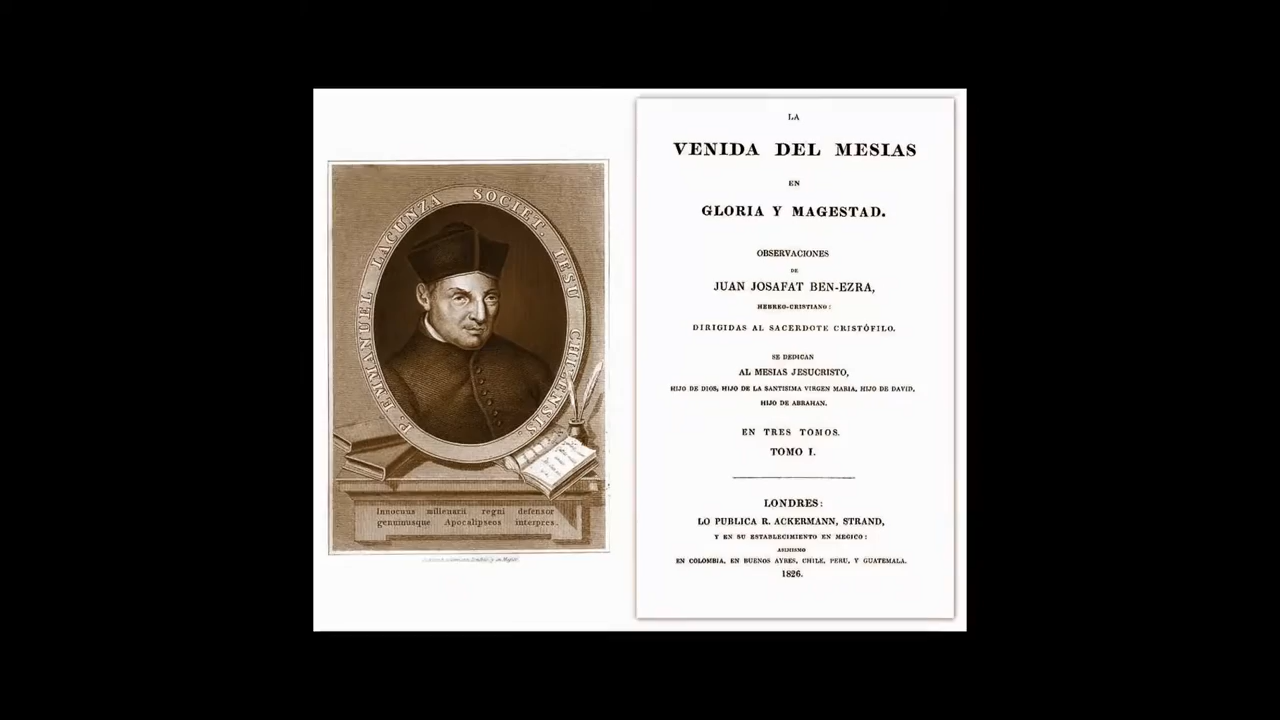 P. EMMANUEL LACUNZA SOCIET. IESU CHILENSIS.
Innocuus millenarii regni defensor
genuinusque Apocalipseos interpres.
LA
VENIDA DEL MESIAS
EN
GLORIA Y MAGESTAD.
OBSERVACIONES
DE
JUAN JOSAFAT BEN-EZRA,
HEBREO-CRISTIANO:
DIRIGIDAS AL SACERDOTE CRISTÓFILO.
SE DEDICAN
AL MESIAS JESUCRISTO,
HIJO DE DIOS, HIJO DE LA SANTISIMA VIRGEN MARIA, HIJO DE DAVID,
HIJO DE ABRAHAN.
EN TRES TOMOS.
TOMO I.
LONDRES:
LO PUBLICA R. ACKERMANN, STRAND,
Y EN SU ESTABLECIMIENTO EN MEGICO:
ASIMISMO
EN COLOMBIA, EN BUENOS AYRES, CHILE, PERU, Y GUATEMALA.
1826.